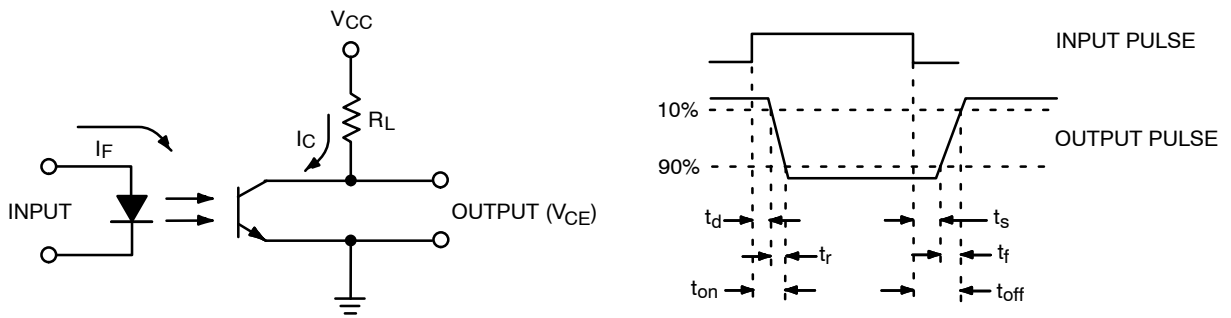 VCC
RL
IC
IF
INPUT
OUTPUT (VCE)
INPUT PULSE
10%
OUTPUT PULSE
90%
td
ts
tr
tf
ton
toff